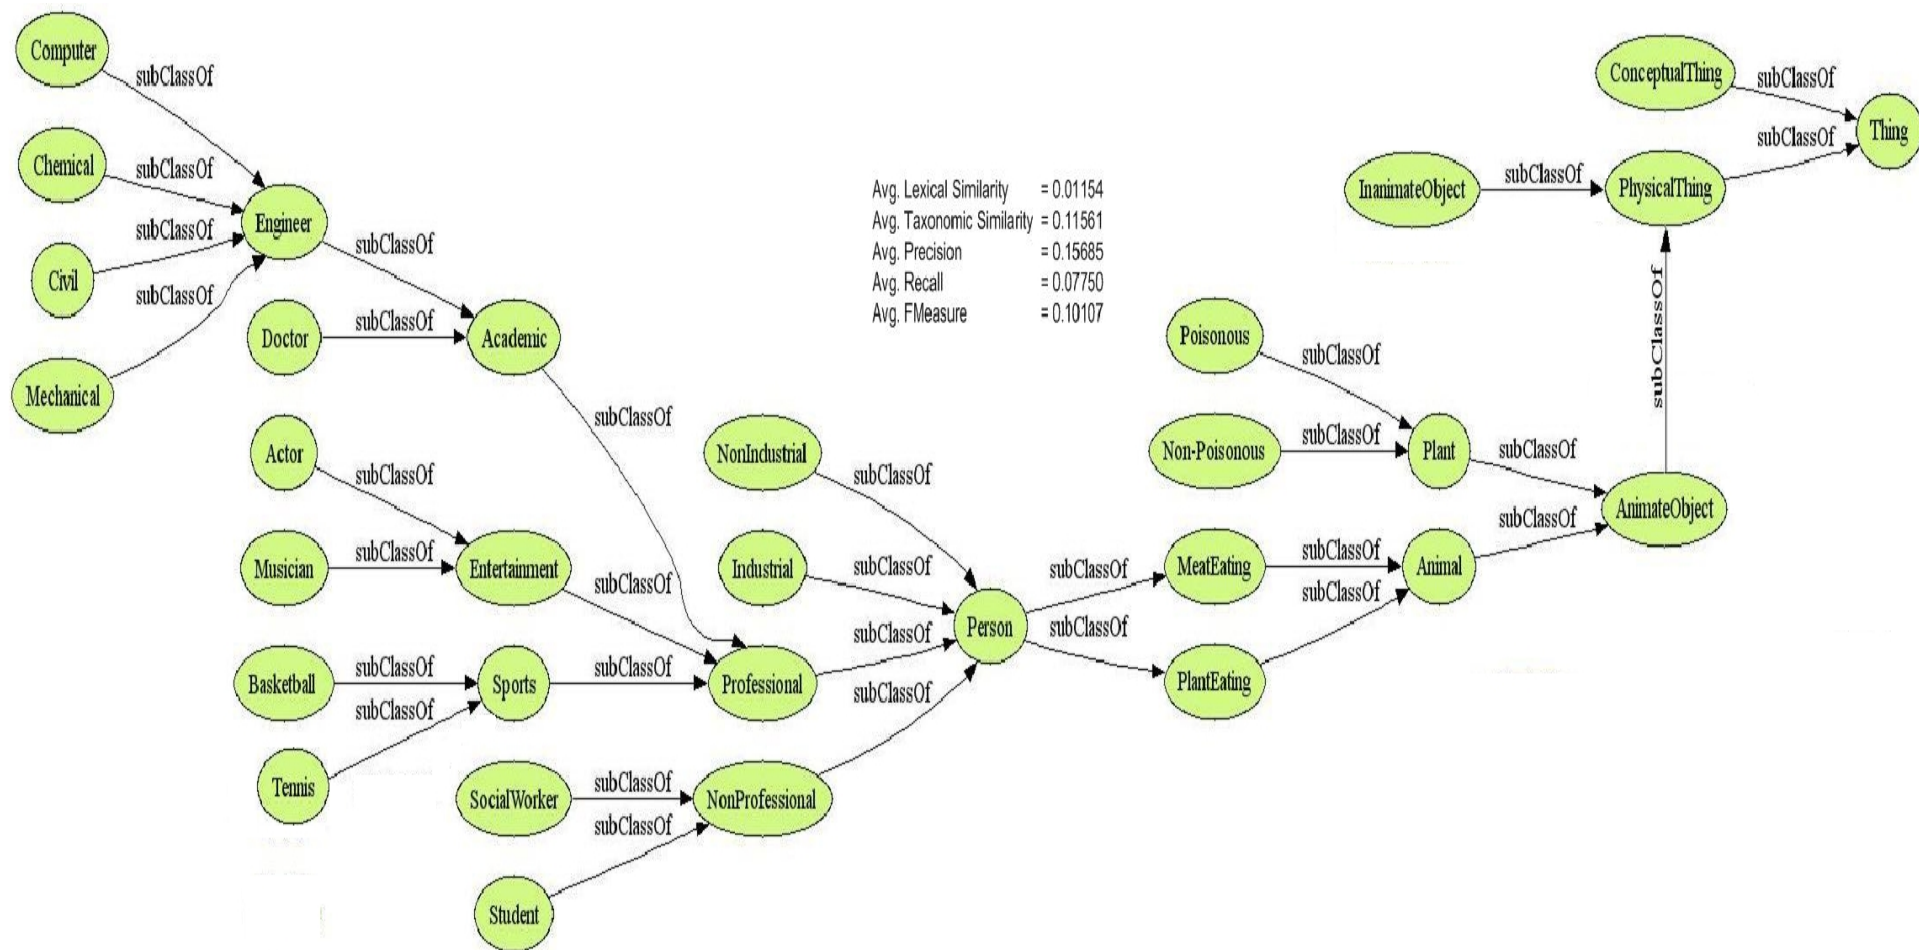 Computer
subClassOf
Chemical
subClassOf
Civil
subClassOf
Mechanical
subClassOf
Engineer
subClassOf
Doctor
subClassOf
Academic
subClassOf
Actor
subClassOf
Musician
subClassOf
Entertainment
subClassOf
Basketball
subClassOf
Tennis
subClassOf
Sports
subClassOf
SocialWorker
subClassOf
Student
subClassOf
NonIndustrial
subClassOf
Industrial
subClassOf
Professional
subClassOf
NonProfessional
subClassOf
Person
subClassOf
subClassOf
Avg. Lexical Similarity = 0.01154
Avg. Taxonomic Similarity = 0.11561
Avg. Precision = 0.15685
Avg. Recall = 0.07750
Avg. FMeasure = 0.10107
Poisonous
subClassOf
Non-Poisonous
subClassOf
Plant
subClassOf
MeatEating
subClassOf
PlantEating
subClassOf
Animal
subClassOf
AnimateObject
subClassOf
InanimateObject
subClassOf
PhysicalThing
subClassOf
ConceptualThing
subClassOf
Thing